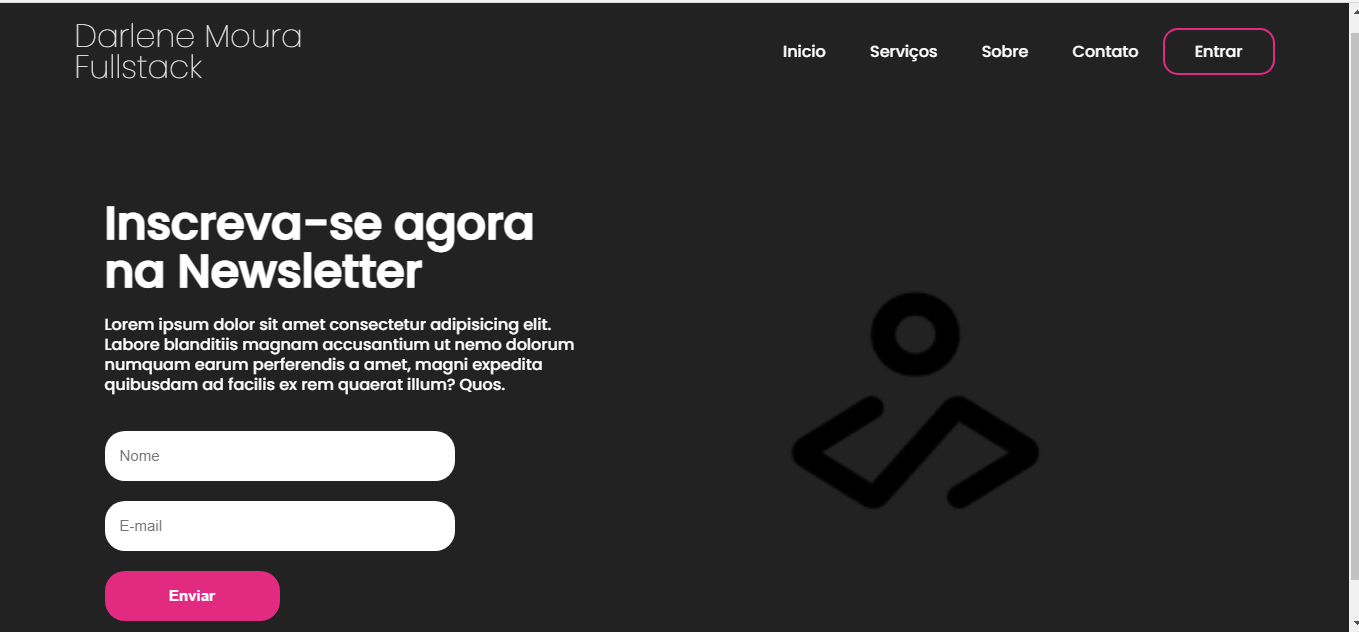 Darlene Moura
Fullstack
Inicio Serviços Sobre Contato Entrar
Inscreva-se agora
na Newsletter
Lorem ipsum dolor sit amet consectetur adipisicing elit.
Labore blanditiis magnam accusantium ut nemo dolorum
numquam earum perferendis a amet, magni expedita
quibusdam ad facilis ex rem quaerat illum? Quos.
Nome
E-mail
Enviar